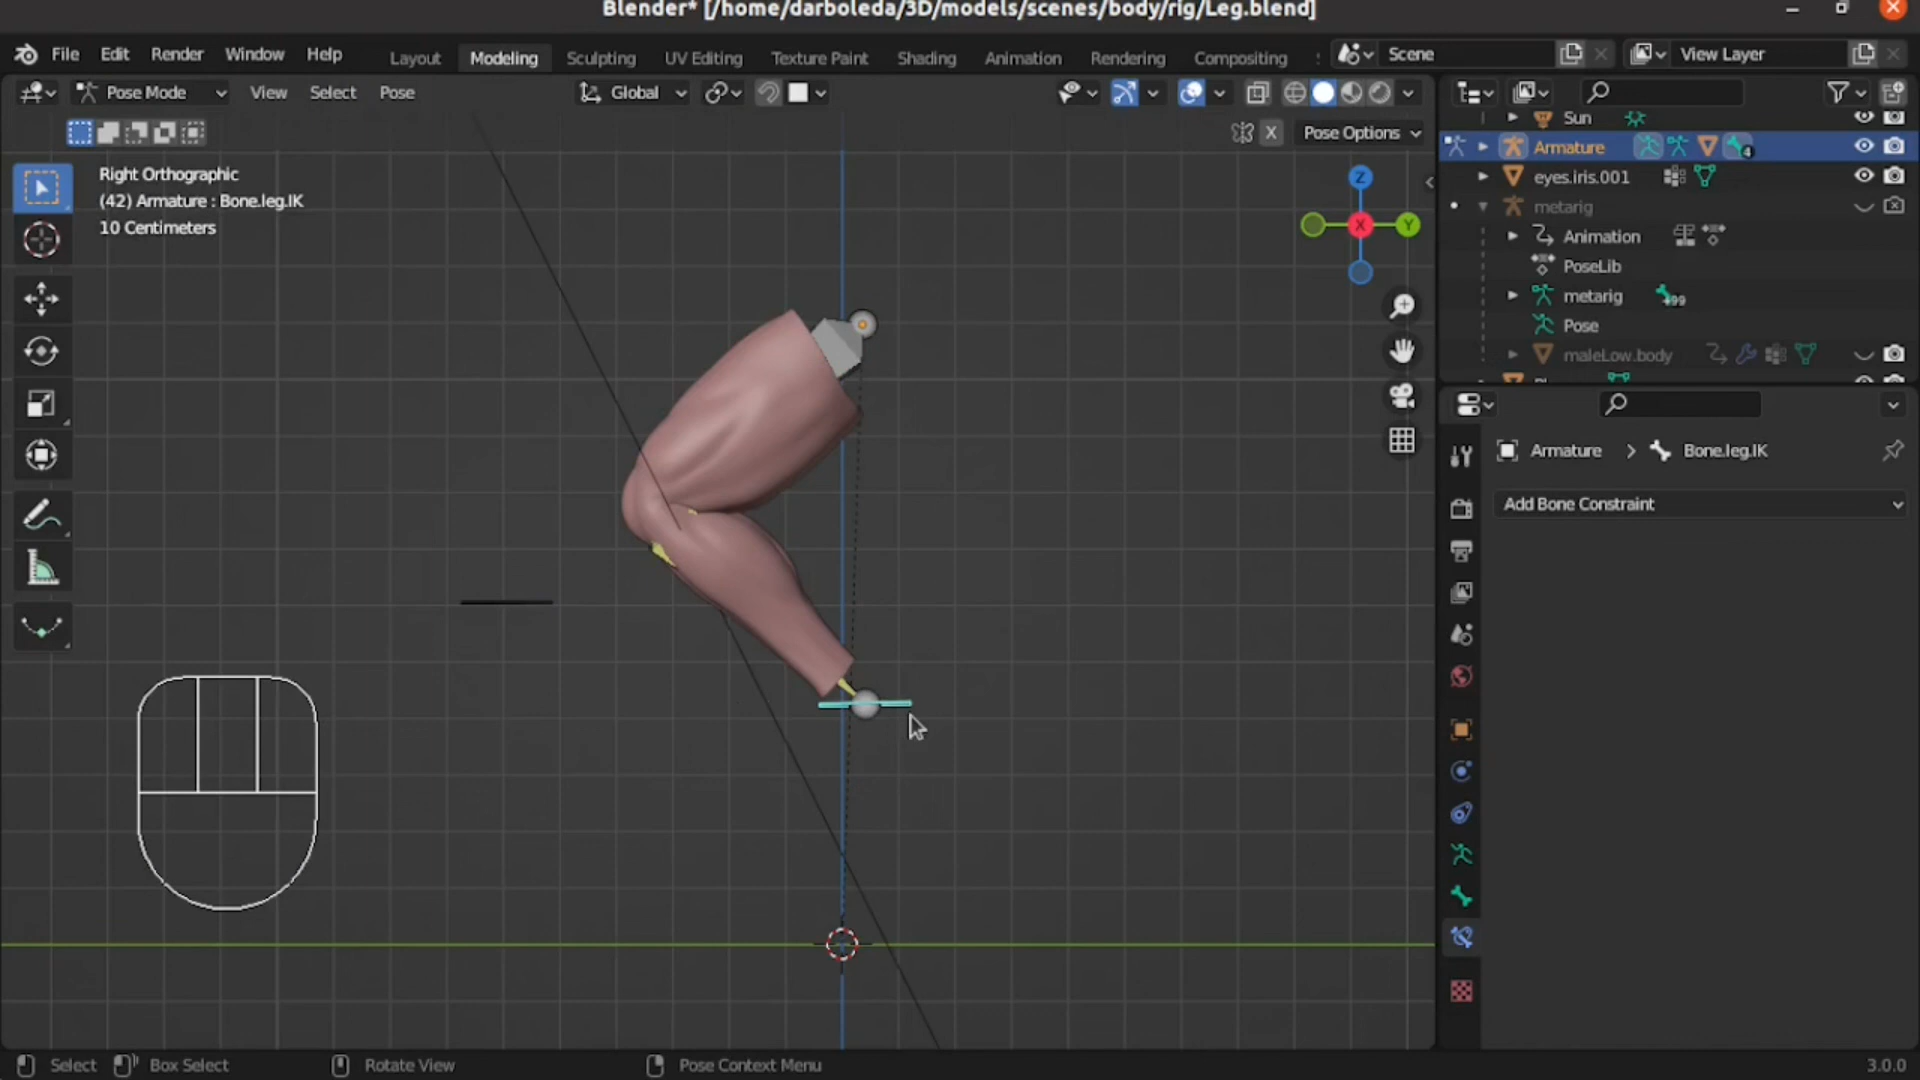 Blender* [/home/darboleda/3D/models/scenes/body/rig/Leg.blend]
File Edit Render Window Help Layout Modeling Sculpting UV Editing Texture Paint Shading Animation Rendering Compositing Scene View Layer
Pose Mode View Select Pose Global
X Pose Options
Right Orthographic
(42) Armature : Bone.leg.IK
10 Centimeters
Z
X
Y
Sun
Armature 4
eyes.iris.001
metarig
Animation
PoseLib
metarig 99
Pose
maleLow.body
Armature > Bone.leg.IK
Add Bone Constraint
Select Box Select Rotate View Pose Context Menu 3.0.0